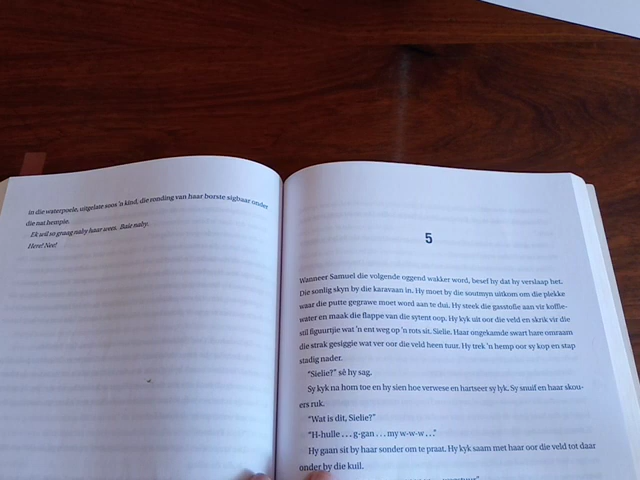 in die waterpoele, uitgelate soos 'n kind, die ronding van haar borste sigbaar onder
die nat hempie.
Ek wil so graag naby haar wees. Baie naby.
Here! Nee!
5
Wanneer Samuel die volgende oggend wakker word, besef hy dat hy verslaap het.
Die sonlig skyn by die karavaan in. Hy moet by die soutmyn uitkom om die plekke
waar die putte gegrawe moet word aan te dui. Hy steek die gasstofie aan vir koffie-
water en maak die flappe van die sytent oop. Hy kyk uit oor die veld en skrik vir die
stil figuurtjie wat 'n ent weg op 'n rots sit. Sielie. Haar ongekamde swart hare omraam
die strak gesiggie wat ver oor die veld heen tuur. Hy trek 'n hemp oor sy kop en stap
stadig nader.
"Sielie?" sê hy sag.
Sy kyk na hom toe en hy sien hoe verwese en hartseer sy lyk. Sy snuif en haar skou-
ers ruk.
"Wat is dit, Sielie?"
"H-hulle . . . g-gan . . . my w-w-w . . ."
Hy gaan sit by haar sonder om te praat. Hy kyk saam met haar oor die veld tot daar
onder by die kuil.